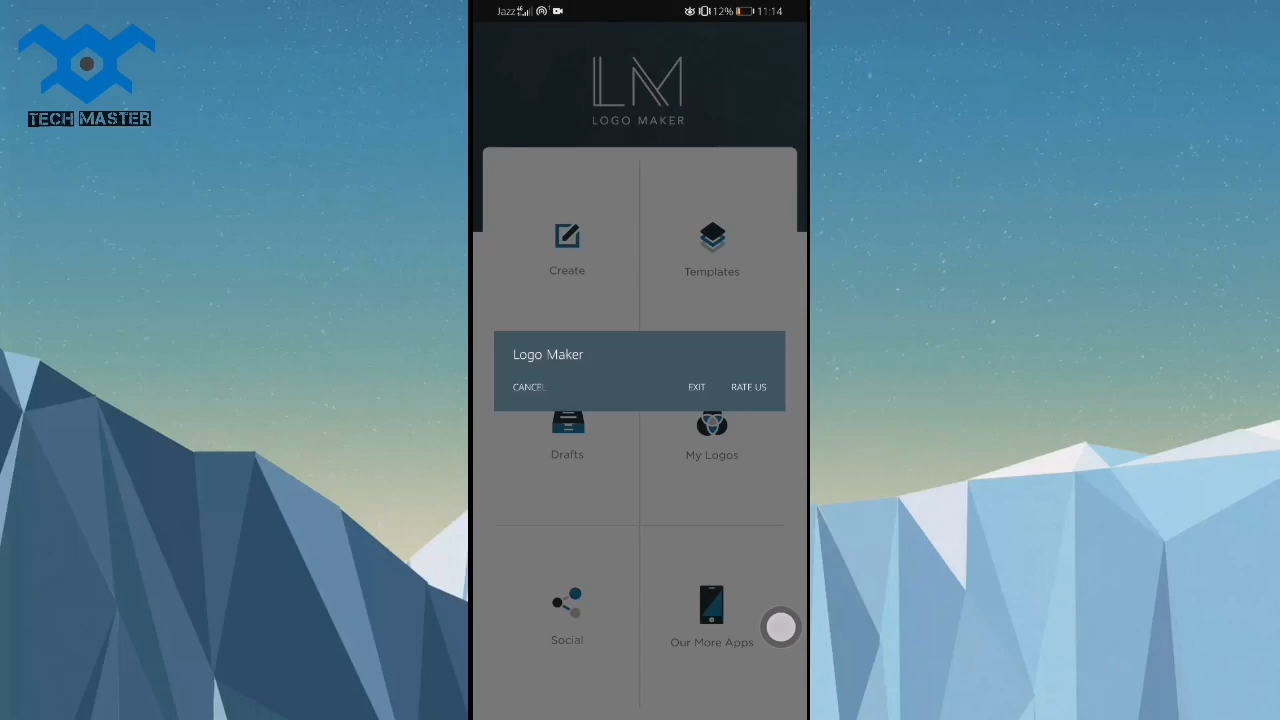 TECH MASTER
Jazz 12% 11:14
LM
LOGO MAKER
Create
Templates
Logo Maker
CANCEL EXIT RATE US
Drafts
My Logos
Social
Our More Apps